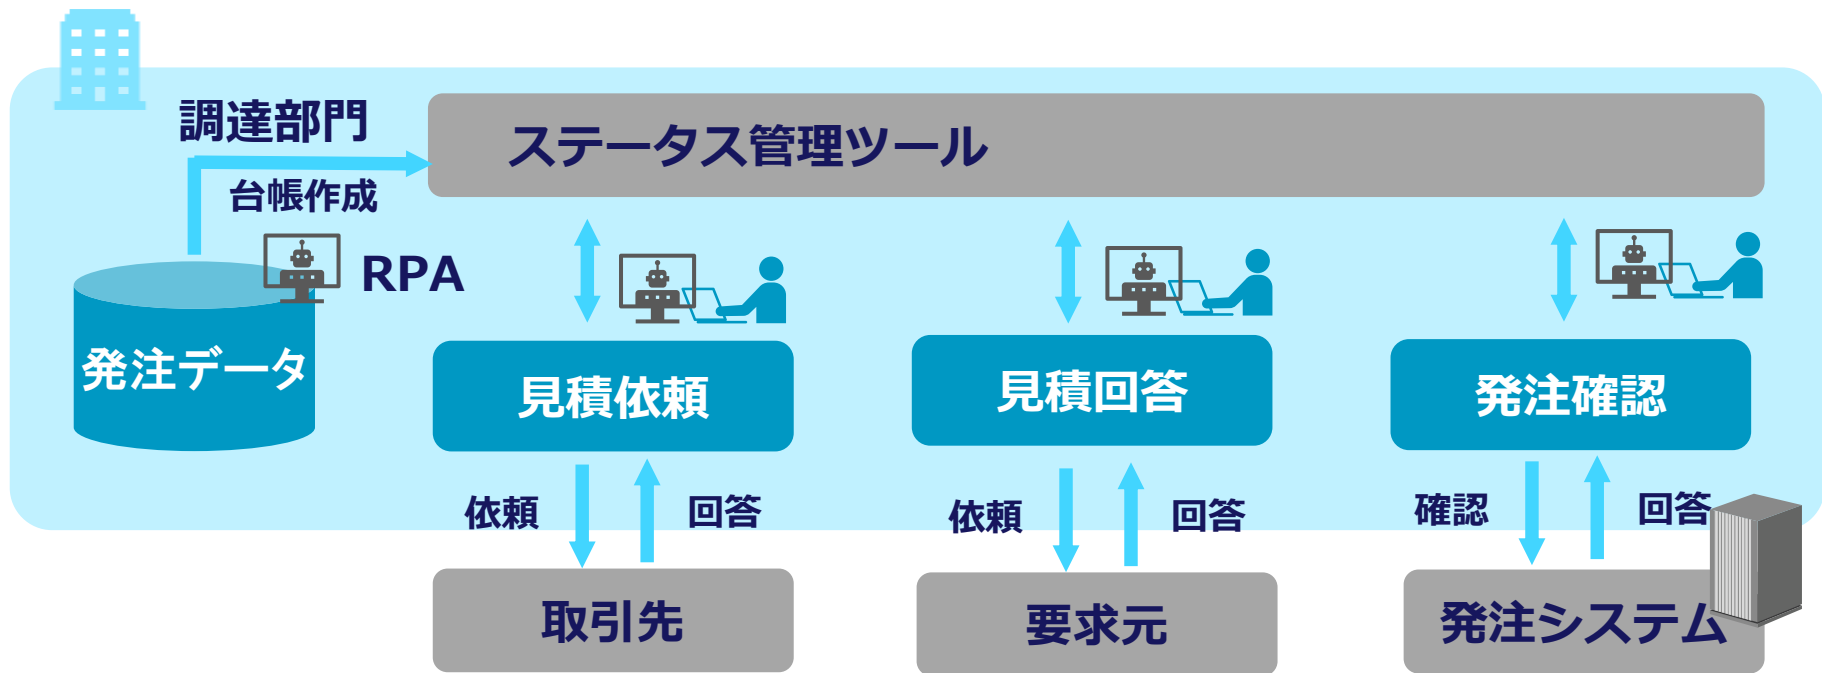 調達部門
ステータス管理ツール
台帳作成
RPA
発注データ
見積依頼
見積回答
発注確認
依頼
回答
依頼
回答
確認
回答
取引先
要求元
発注システム